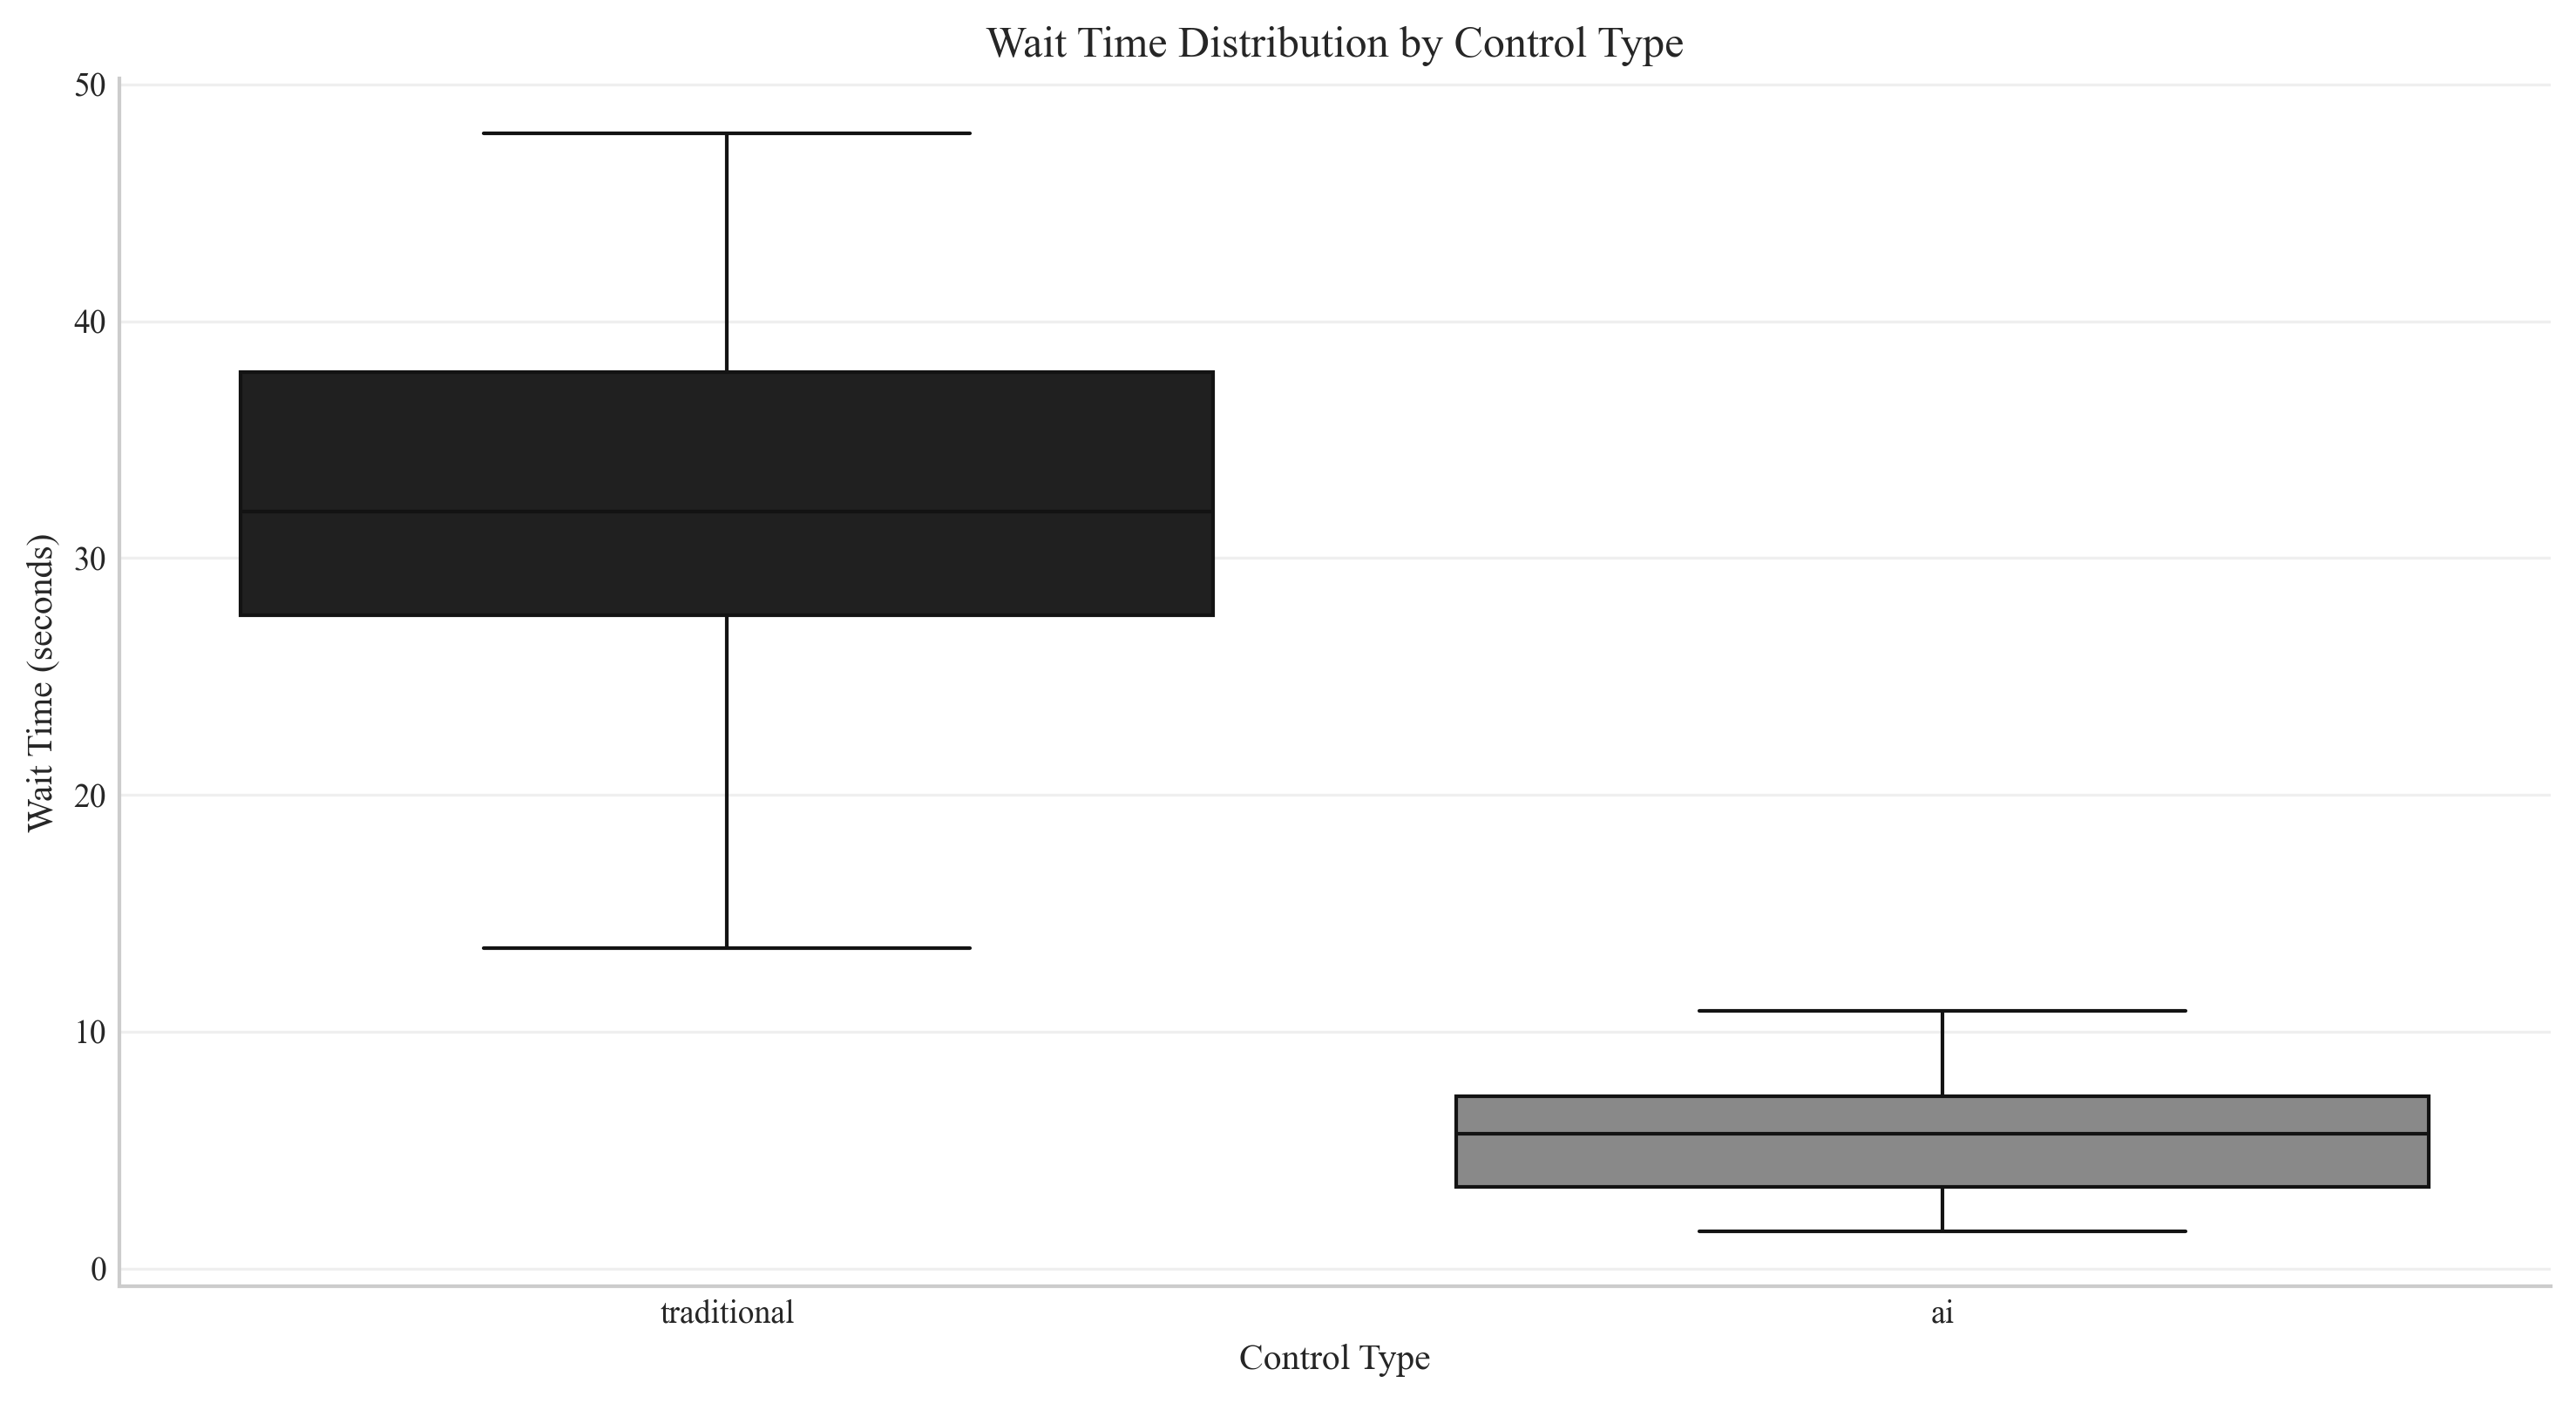 Wait Time Distribution by Control Type
Wait Time (seconds)
50
40
30
20
10
0
traditional
ai
Control Type